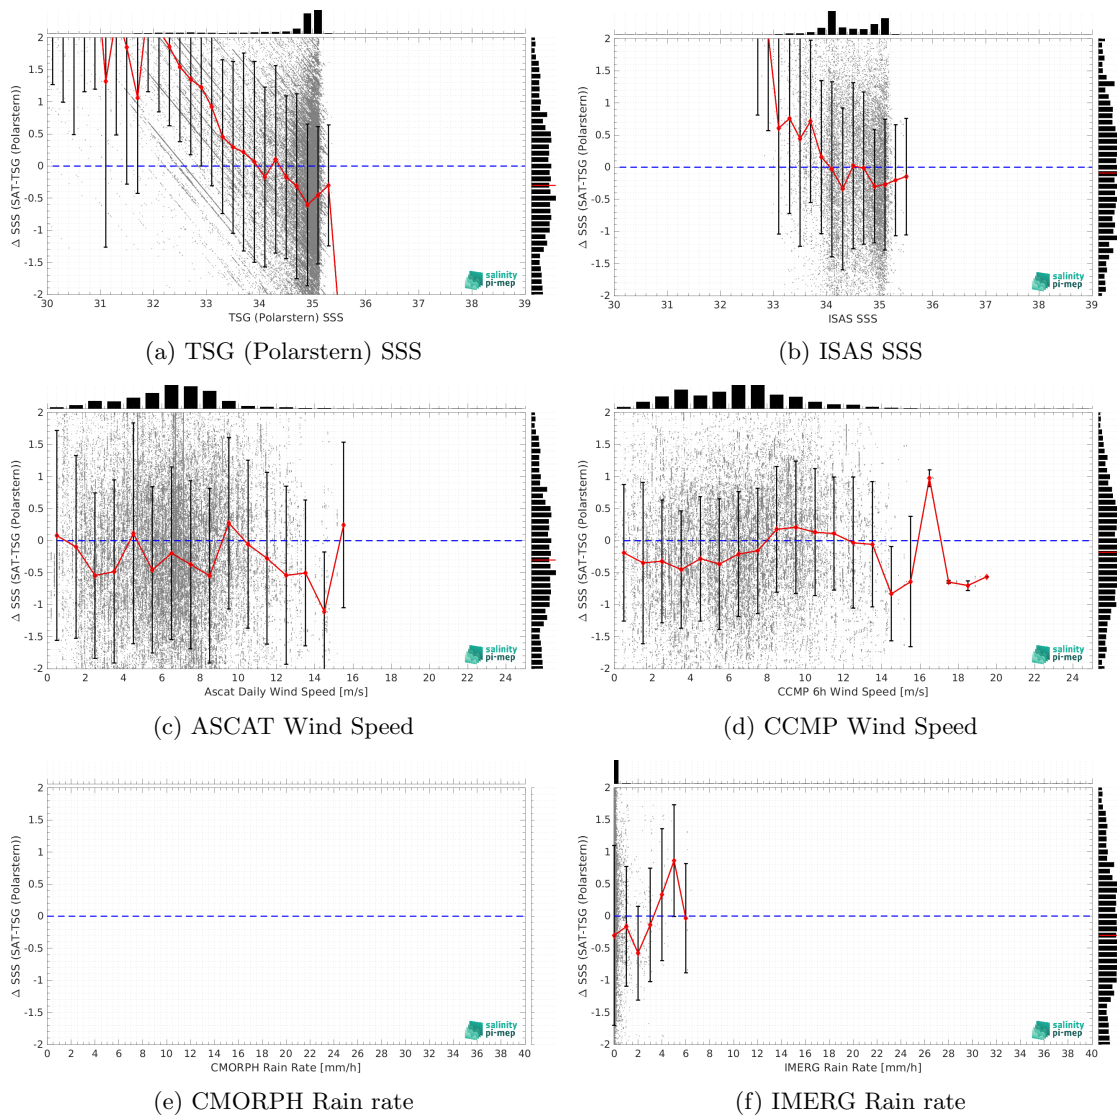 2
1.5
1
0.5
0
-0.5
-1
-1.5
-2
Δ SSS (SAT-TSG (Polarstern))
30 31 32 33 34 35 36 37 38 39
TSG (Polarstern) SSS
salinity
pi-mep
(a) TSG (Polarstern) SSS
2
1.5
1
0.5
0
-0.5
-1
-1.5
-2
Δ SSS (SAT-TSG (Polarstern))
30 31 32 33 34 35 36 37 38 39
ISAS SSS
salinity
pi-mep
(b) ISAS SSS
2
1.5
1
0.5
0
-0.5
-1
-1.5
-2
Δ SSS (SAT-TSG (Polarstern))
0 2 4 6 8 10 12 14 16 18 20 22 24
Ascat Daily Wind Speed [m/s]
salinity
pi-mep
(c) ASCAT Wind Speed
2
1.5
1
0.5
0
-0.5
-1
-1.5
-2
Δ SSS (SAT-TSG (Polarstern))
0 2 4 6 8 10 12 14 16 18 20 22 24
CCMP 6h Wind Speed [m/s]
salinity
pi-mep
(d) CCMP Wind Speed
2
1.5
1
0.5
0
-0.5
-1
-1.5
-2
Δ SSS (SAT-TSG (Polarstern))
0 2 4 6 8 10 12 14 16 18 20 22 24 26 28 30 32 34 36 38 40
CMORPH Rain Rate [mm/h]
salinity
pi-mep
(e) CMORPH Rain rate
2
1.5
1
0.5
0
-0.5
-1
-1.5
-2
Δ SSS (SAT-TSG (Polarstern))
0 2 4 6 8 10 12 14 16 18 20 22 24 26 28 30 32 34 36 38 40
IMERG Rain Rate [mm/h]
salinity
pi-mep
(f) IMERG Rain rate